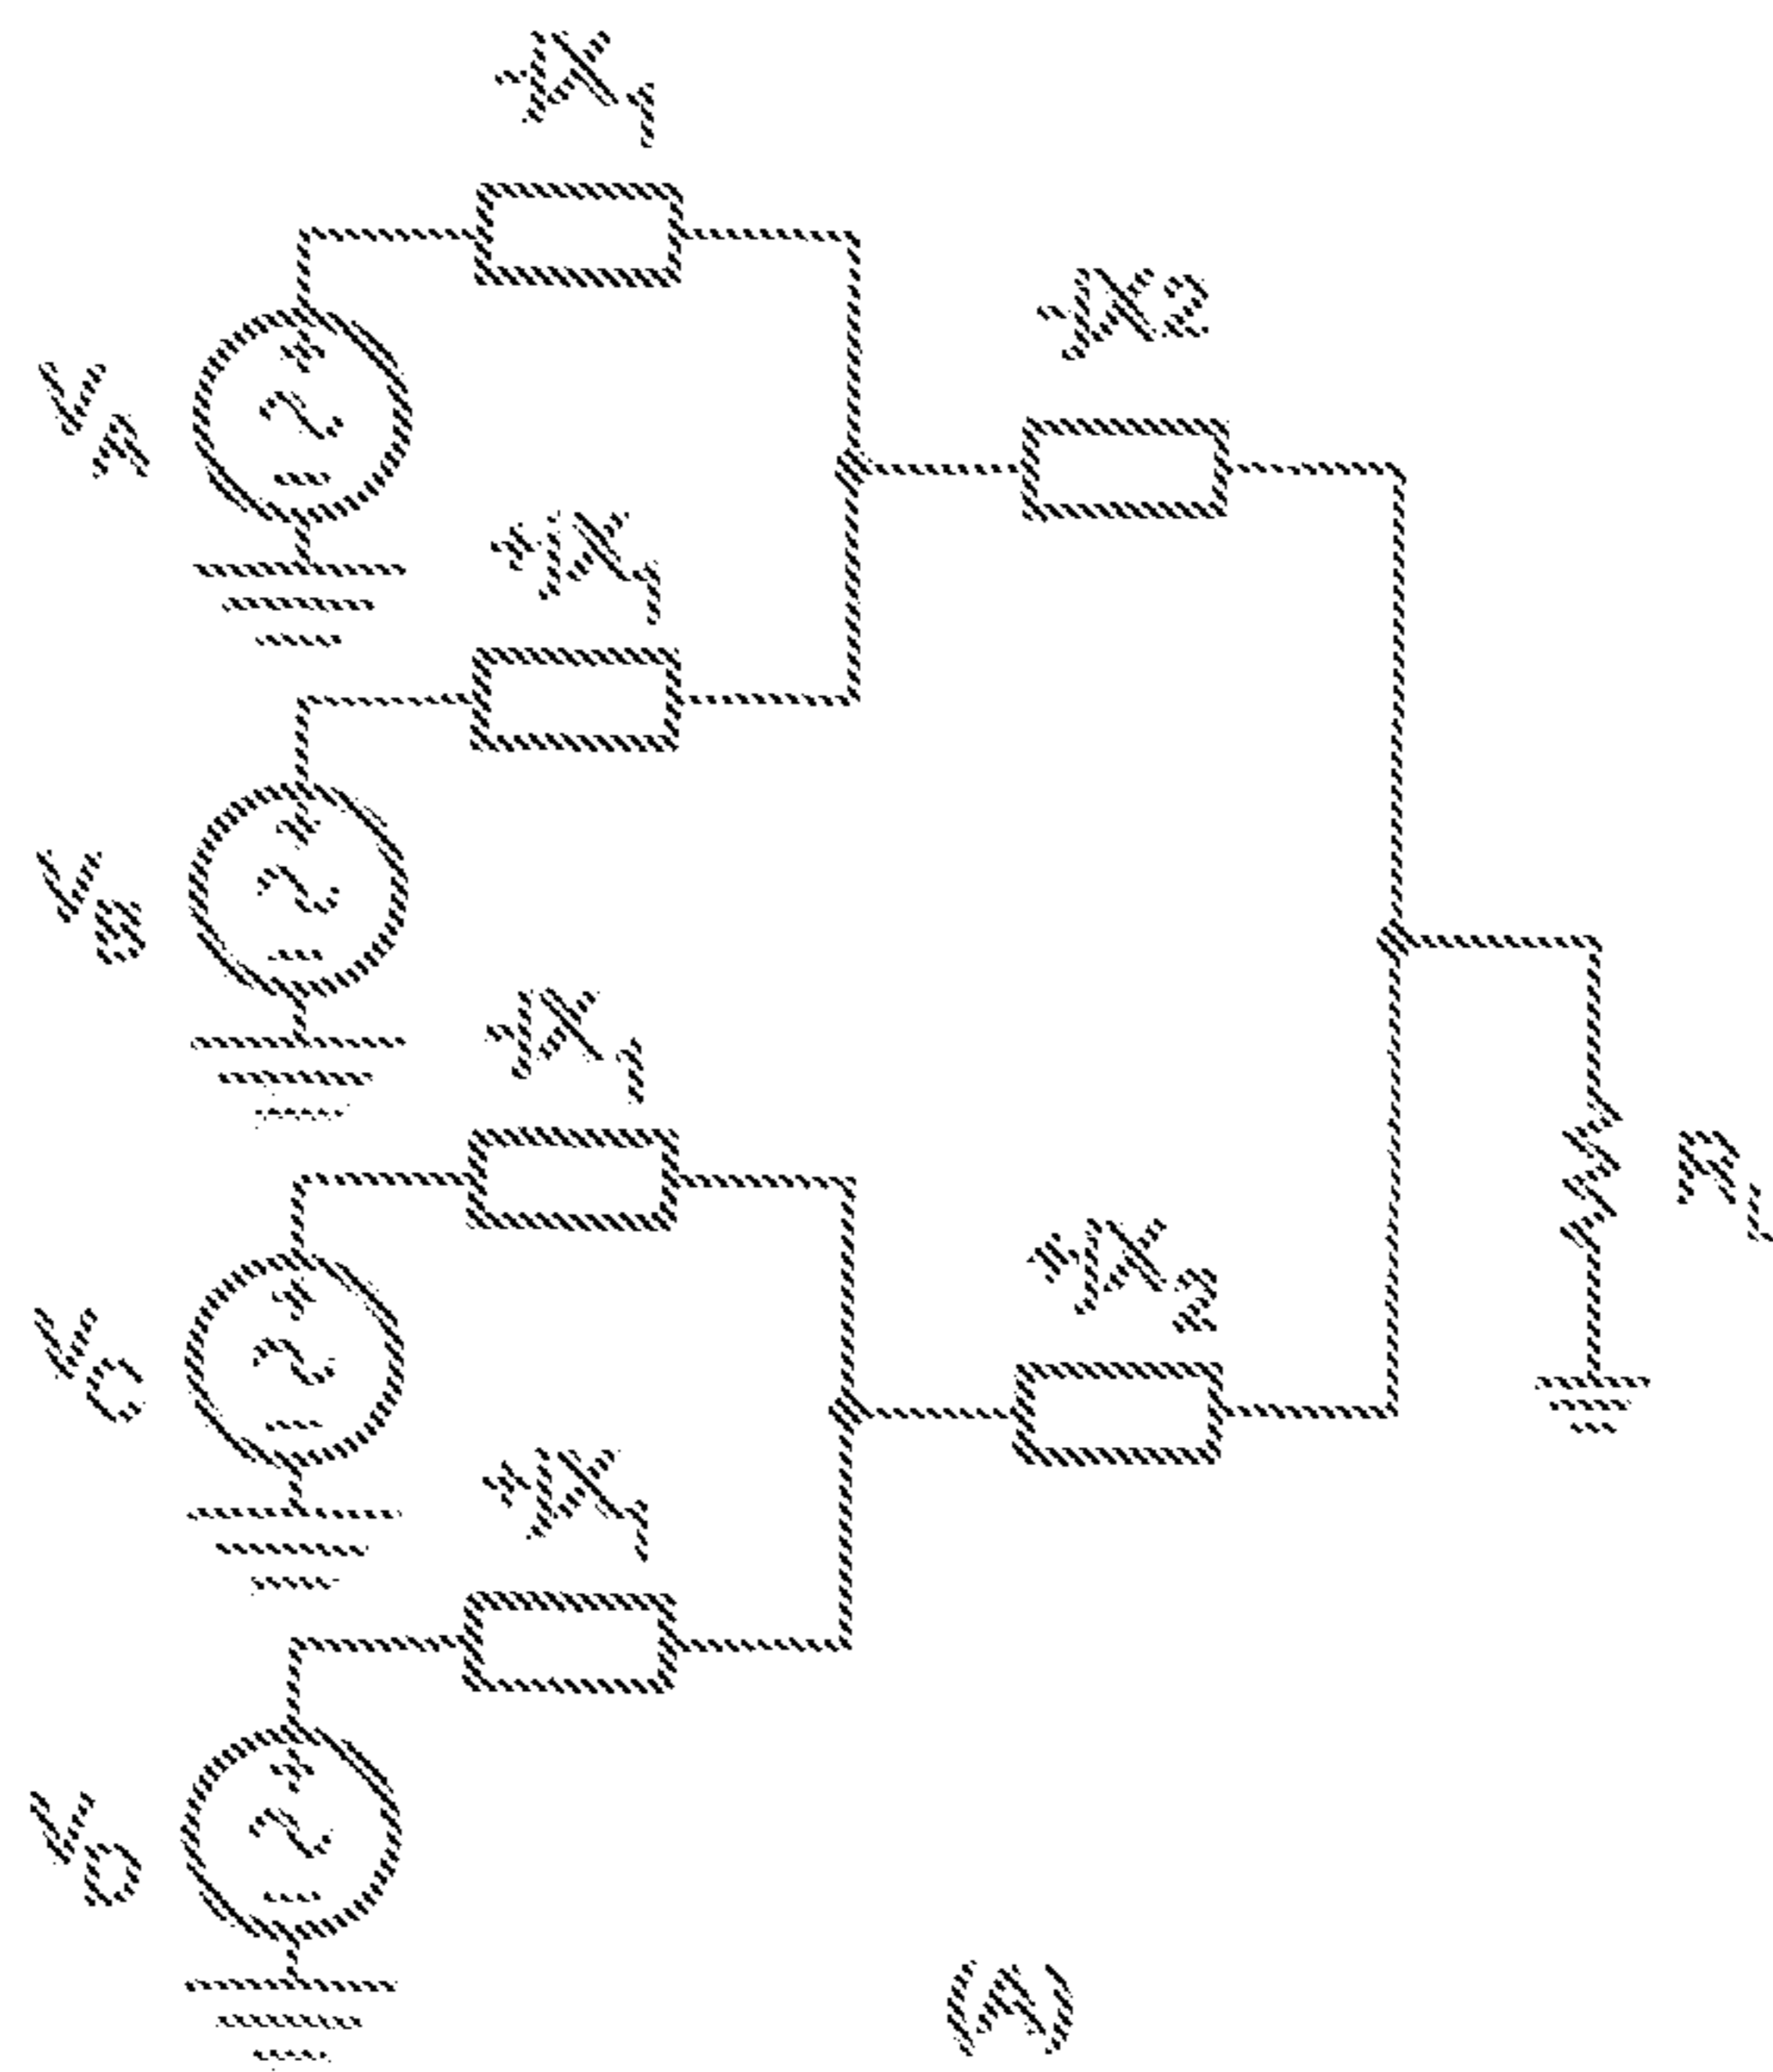 -jX1
VA
+
~
-
-jX2
+jX1
VB
+
~
-
-jX1
RL
VC
+
~
-
+jX2
+jX1
VD
+
~
-
(A)